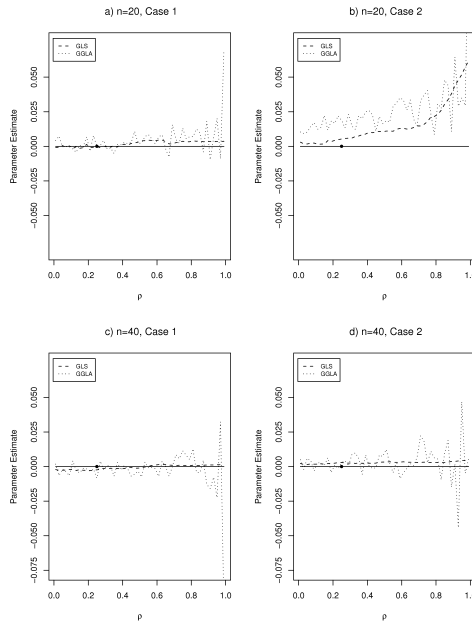 a) n=20, Case 1
GLS
GGLA
Parameter Estimate
0.050
0.025
0.000
−0.025
−0.050
0.0 0.2 0.4 0.6 0.8 1.0
ρ
b) n=20, Case 2
GLS
GGLA
Parameter Estimate
0.050
0.025
0.000
−0.025
−0.050
0.0 0.2 0.4 0.6 0.8 1.0
ρ
c) n=40, Case 1
GLS
GGLA
Parameter Estimate
0.050
0.025
0.000
−0.025
−0.050
−0.075
0.0 0.2 0.4 0.6 0.8 1.0
ρ
d) n=40, Case 2
GLS
GGLA
Parameter Estimate
0.050
0.025
0.000
−0.025
−0.050
−0.075
0.0 0.2 0.4 0.6 0.8 1.0
ρ